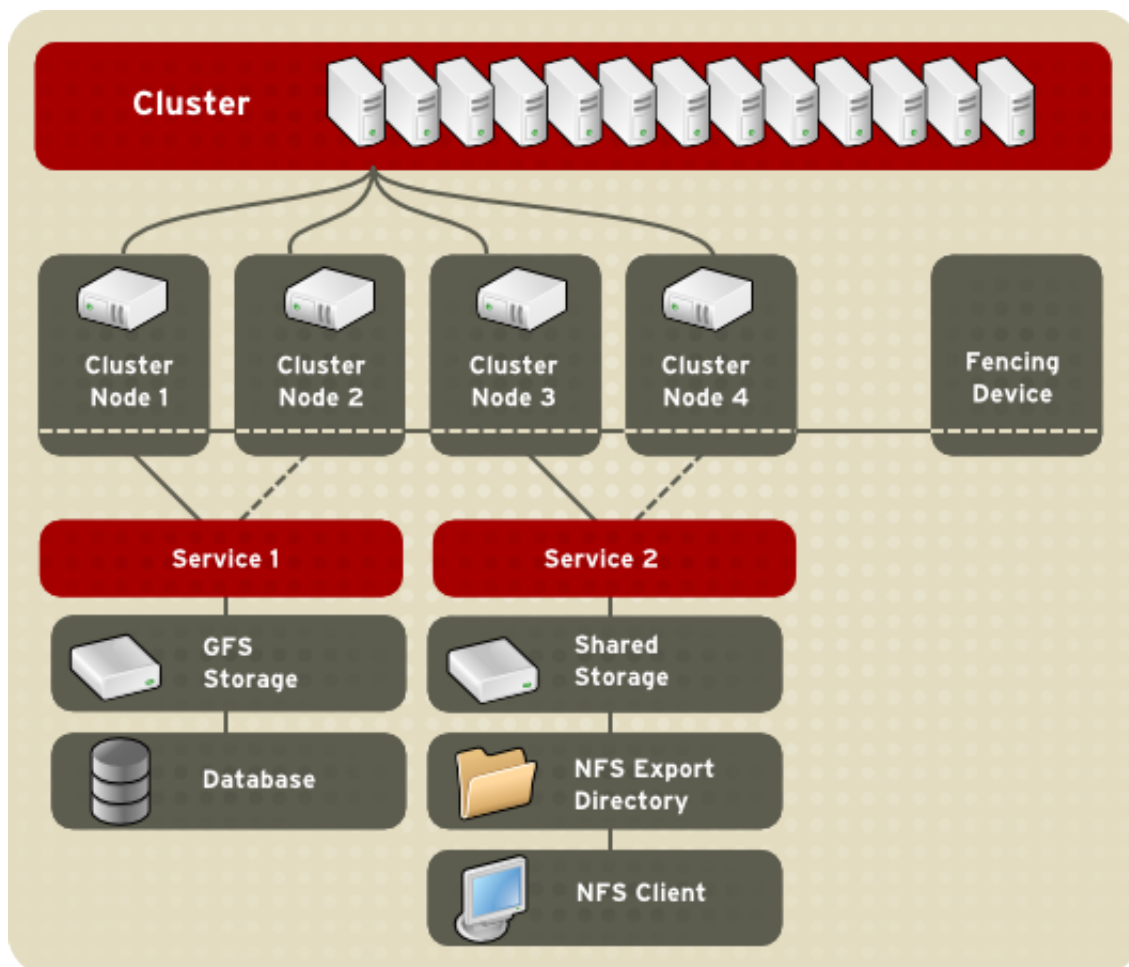 Cluster
Cluster
Node 1
Cluster
Node 2
Cluster
Node 3
Cluster
Node 4
Fencing
Device
Service 1
Service 2
GFS
Storage
Shared
Storage
Database
NFS Export
Directory
NFS Client